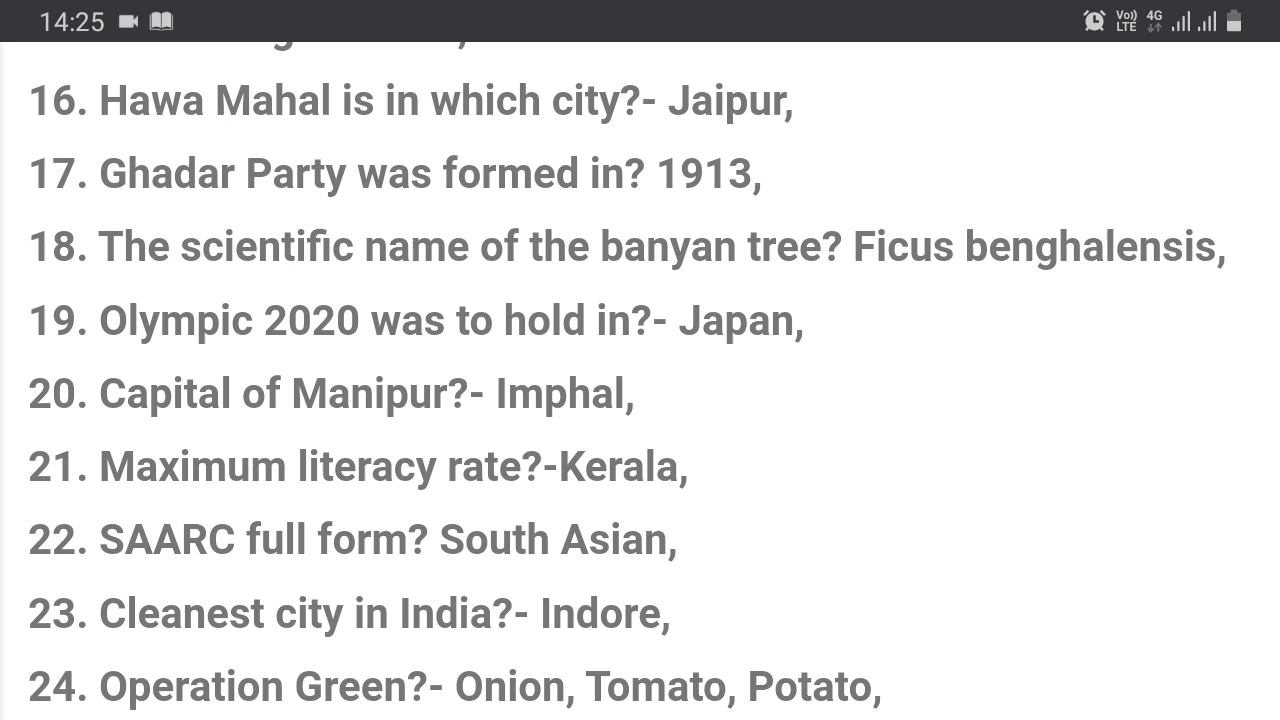 14:25 Vo) LTE 4G
16. Hawa Mahal is in which city?- Jaipur,
17. Ghadar Party was formed in? 1913,
18. The scientific name of the banyan tree? Ficus benghalensis,
19. Olympic 2020 was to hold in?- Japan,
20. Capital of Manipur?- Imphal,
21. Maximum literacy rate?-Kerala,
22. SAARC full form? South Asian,
23. Cleanest city in India?- Indore,
24. Operation Green?- Onion, Tomato, Potato,